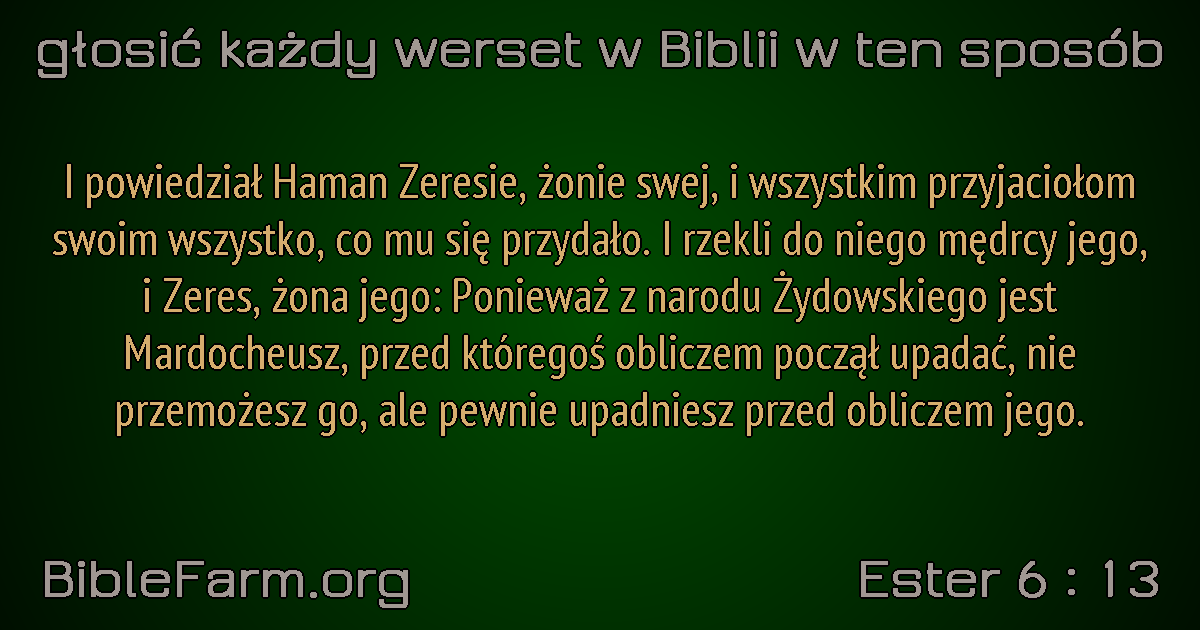 głosić każdy werset w Biblii w ten sposób
I powiedział Haman Zeresie, żonie swej, i wszystkim przyjaciołom
swoim wszystko, co mu się przydało. I rzekli do niego mędrcy jego,
i Zeres, żona jego: Ponieważ z narodu Żydowskiego jest
Mardocheusz, przed któregoś obliczem począł upadać, nie
przemożesz go, ale pewnie upadniesz przed obliczem jego.
BibleFarm.org
Ester 6 : 13